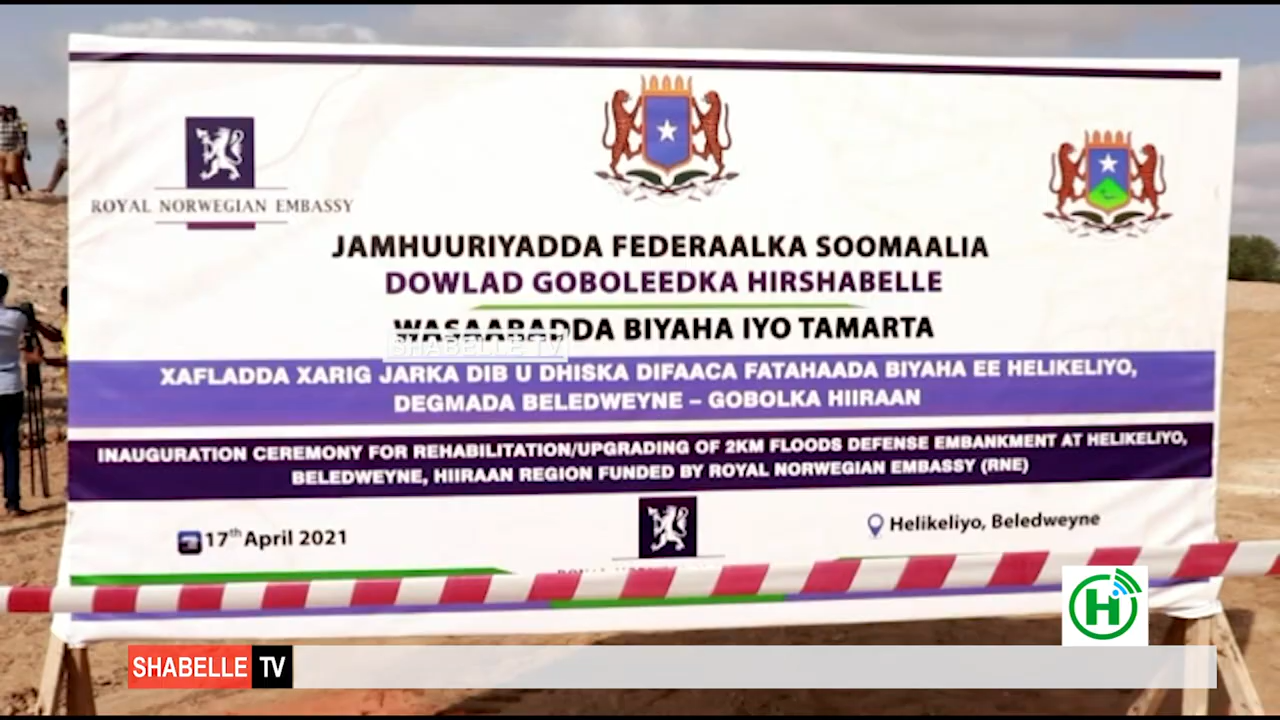 ROYAL NORWEGIAN EMBASSY
JAMHUURIYADDA FEDERAALKA SOOMAALIA
DOWLAD GOBOLEEDKA HIRSHABELLE
WASAARADDA BIYAHA IYO TAMARTA
SHABELLE TV
XAFLADDA XARIG JARKA DIB U DHISKA DIFAACA FATAHAADA BIYAHA EE HELIKELIYO,
DEGMADA BELEDWEYNE – GOBOLKA HIIRAAN
INAUGURATION CEREMONY FOR REHABILITATION/UPGRADING OF 2KM FLOODS DEFENSE EMBANKMENT AT HELIKELIYO,
BELEDWEYNE, HIIRAAN REGION FUNDED BY ROYAL NORWEGIAN EMBASSY (RNE)
17th April 2021
Helikeliyo, Beledweyne
H
SHABELLE TV